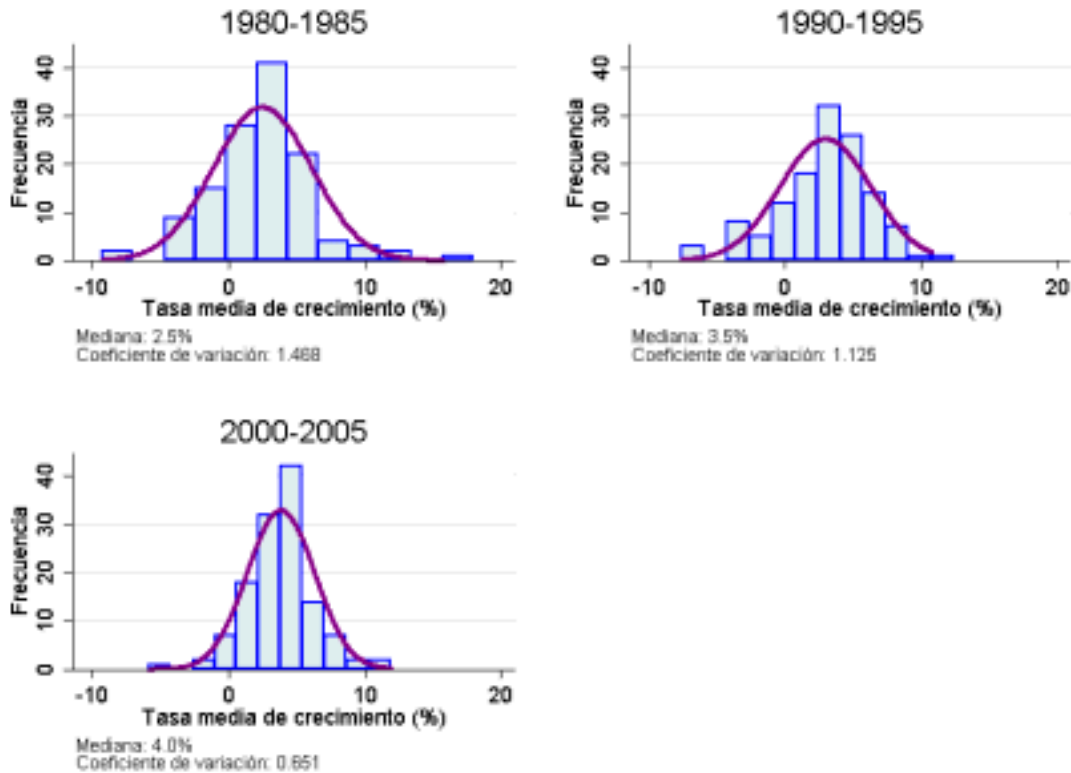 1980-1985
Frecuencia
40
30
20
10
0
-10 0 10 20
Tasa media de crecimiento (%)
Mediana: 2.5%
Coeficiente de variación: 1.468
1990-1995
Frecuencia
40
30
20
10
0
-10 0 10 20
Tasa media de crecimiento (%)
Mediana: 3.5%
Coeficiente de variación: 1.125
2000-2005
Frecuencia
40
30
20
10
0
-10 0 10 20
Tasa media de crecimiento (%)
Mediana: 4.0%
Coeficiente de variación: 0.651